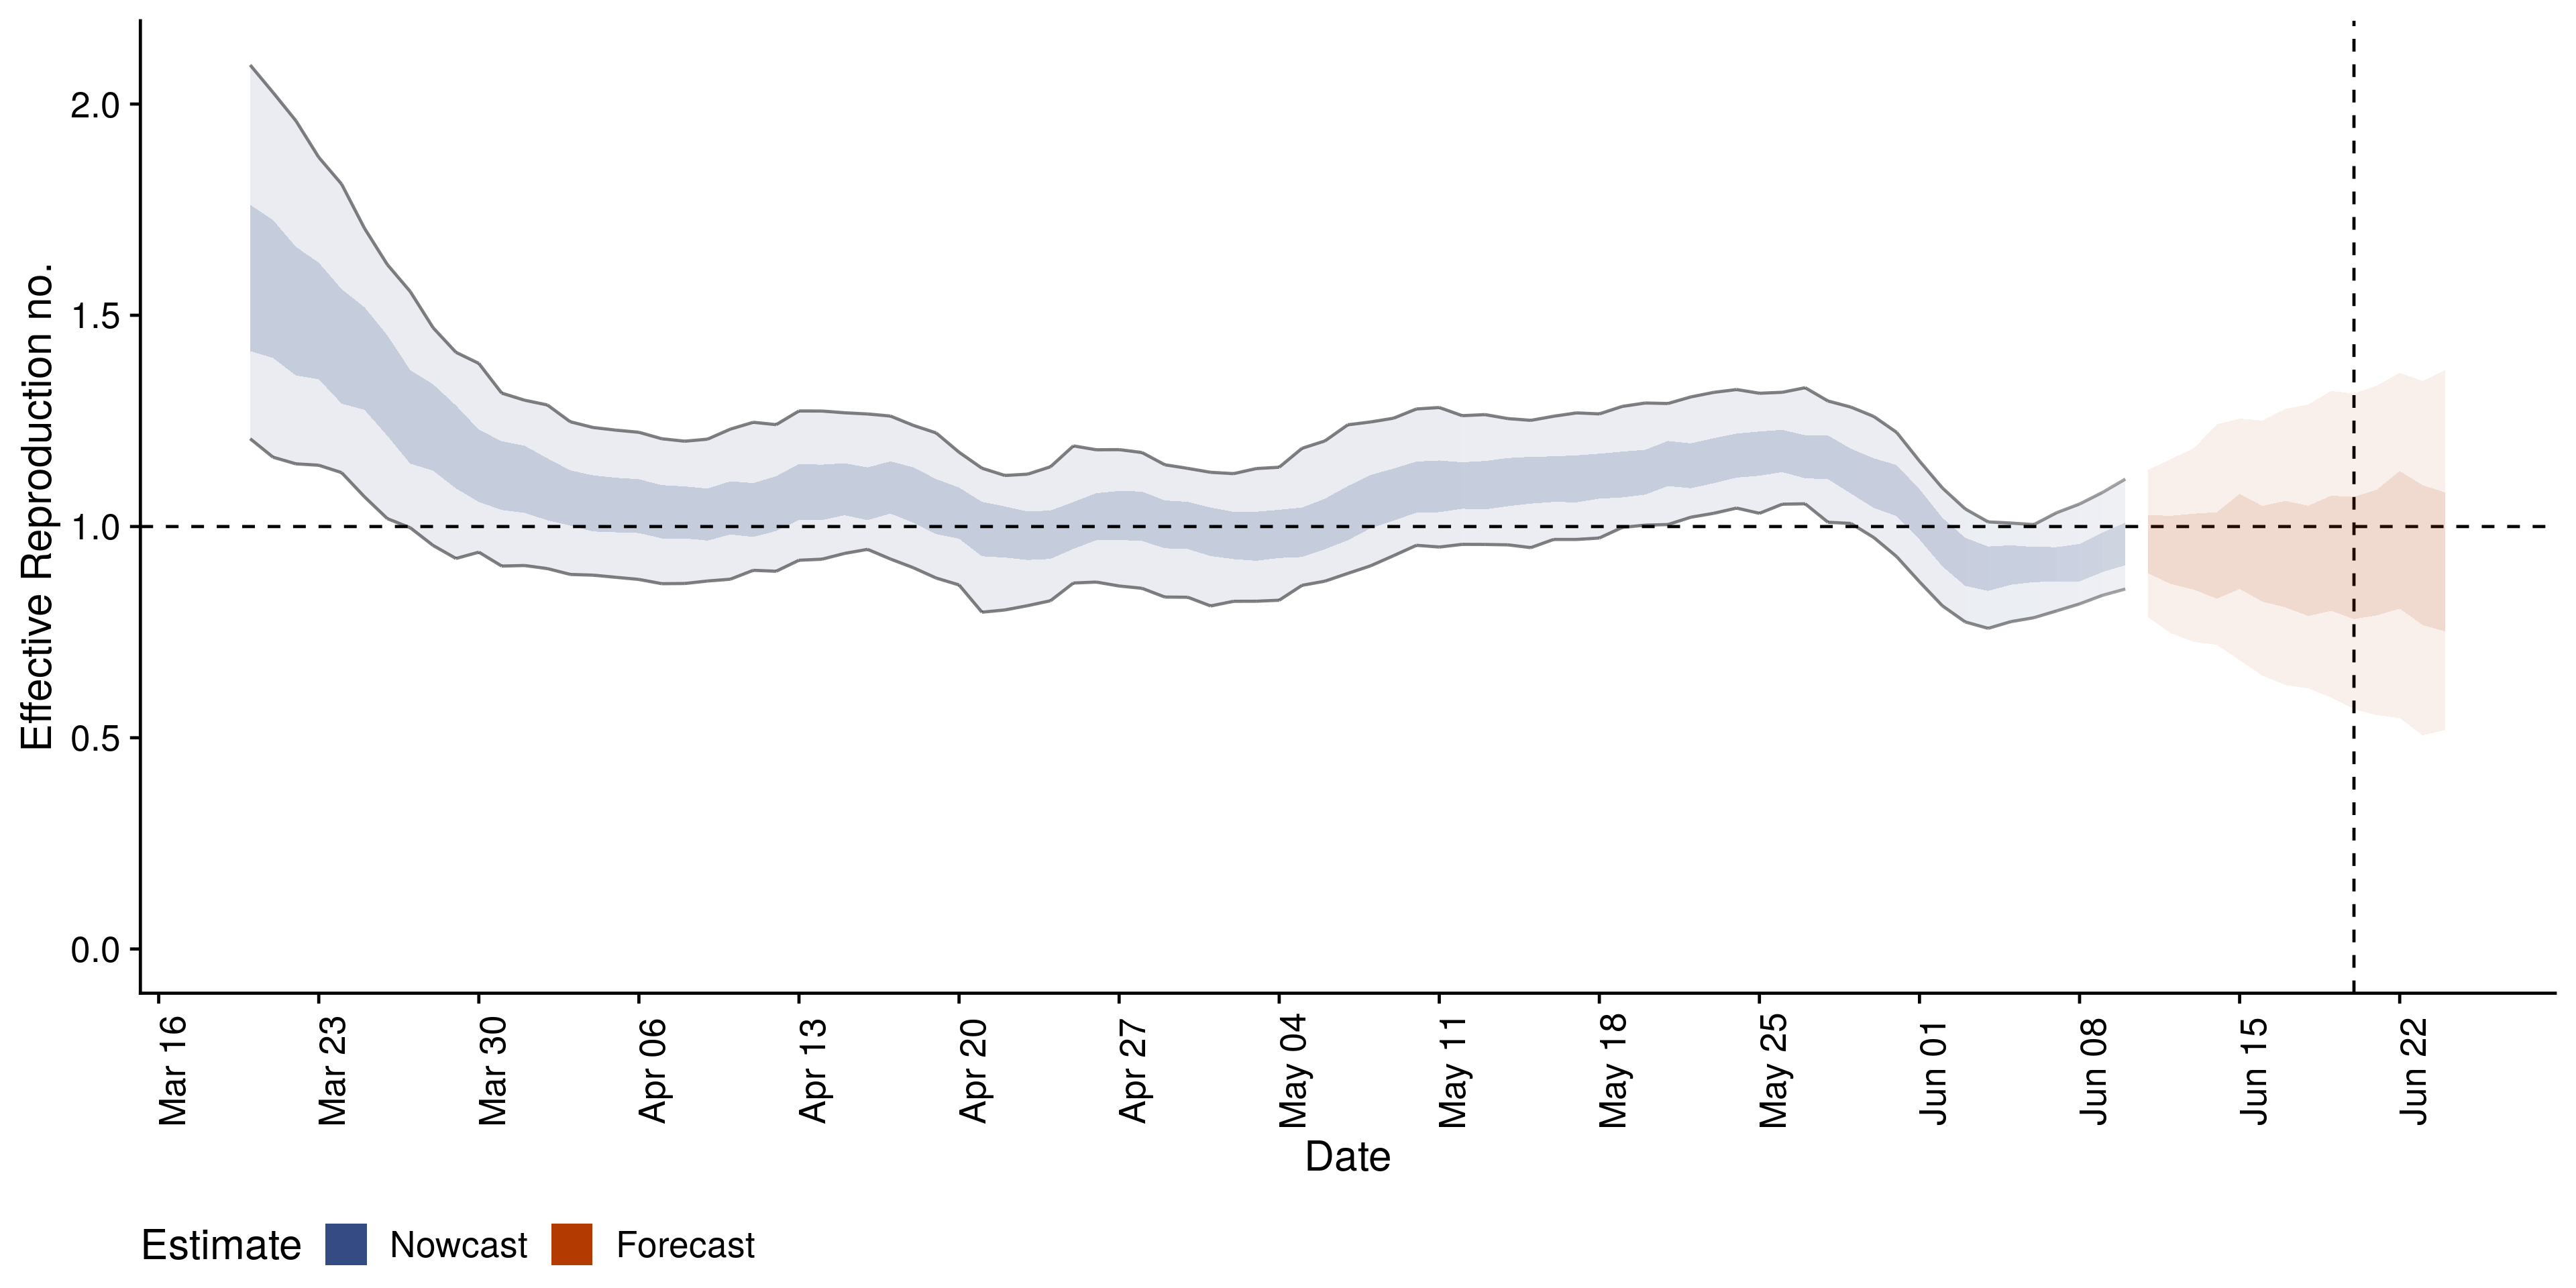 Effective Reproduction no.
2.0
1.5
1.0
0.5
0.0
Mar 16
Mar 23
Mar 30
Apr 06
Apr 13
Apr 20
Apr 27
May 04
May 11
May 18
May 25
Jun 01
Jun 08
Jun 15
Jun 22
Date
Estimate Nowcast Forecast